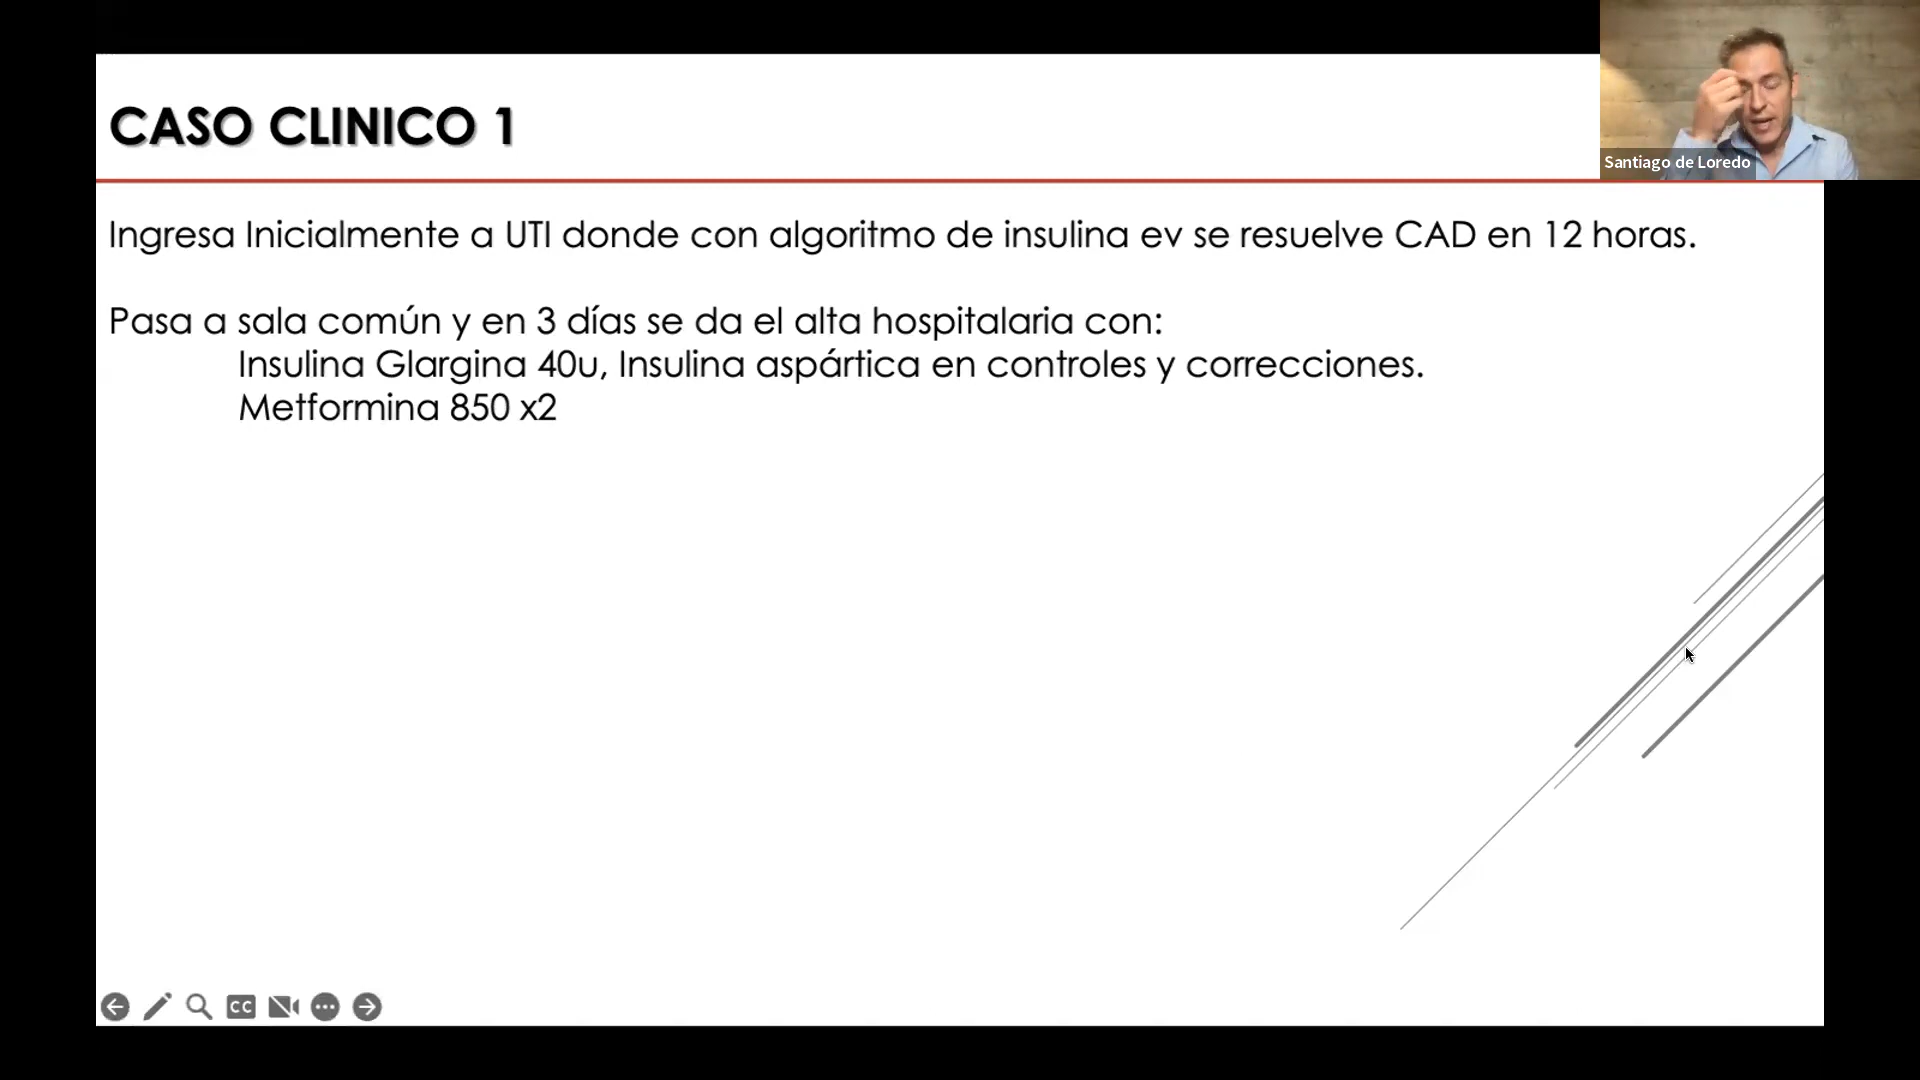 CASO CLINICO 1
Santiago de Loredo
Ingresa Inicialmente a UTI donde con algoritmo de insulina ev se resuelve CAD en 12 horas.
Pasa a sala común y en 3 días se da el alta hospitalaria con:
Insulina Glargina 40u, Insulina aspártica en controles y correcciones.
Metformina 850 x2
CC